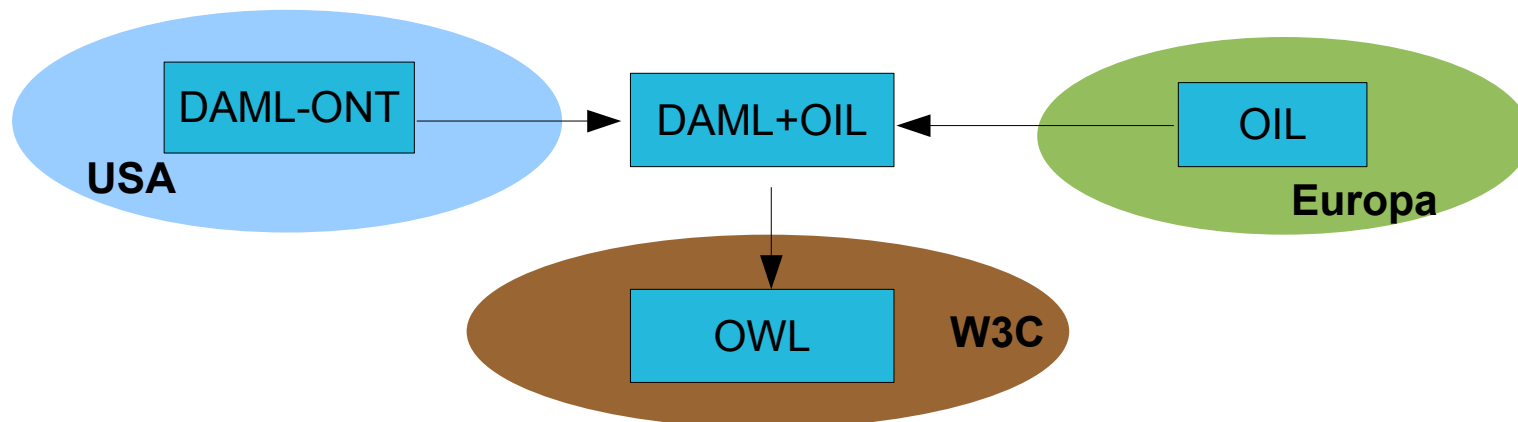 DAML-ONT
USA
DAML+OIL
OIL
Europa
OWL
W3C